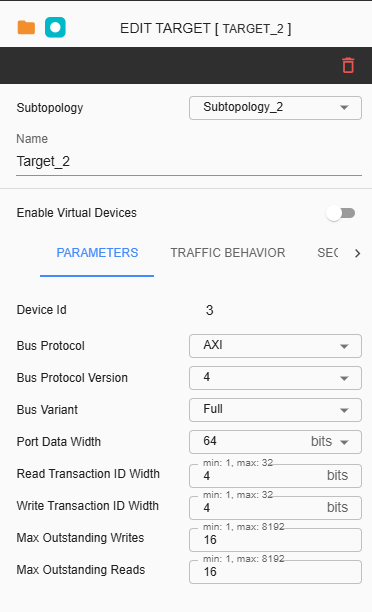 EDIT TARGET [ TARGET_2 ]
Subtopology Subtopology_2
Name
Target_2
Enable Virtual Devices
PARAMETERS TRAFFIC BEHAVIOR SEC
Device Id 3
Bus Protocol AXI
Bus Protocol Version 4
Bus Variant Full
Port Data Width 64 bits
min: 1, max: 32
Read Transaction ID Width 4 bits
min: 1, max: 32
Write Transaction ID Width 4 bits
min: 1, max: 8192
Max Outstanding Writes 16
min: 1, max: 8192
Max Outstanding Reads 16